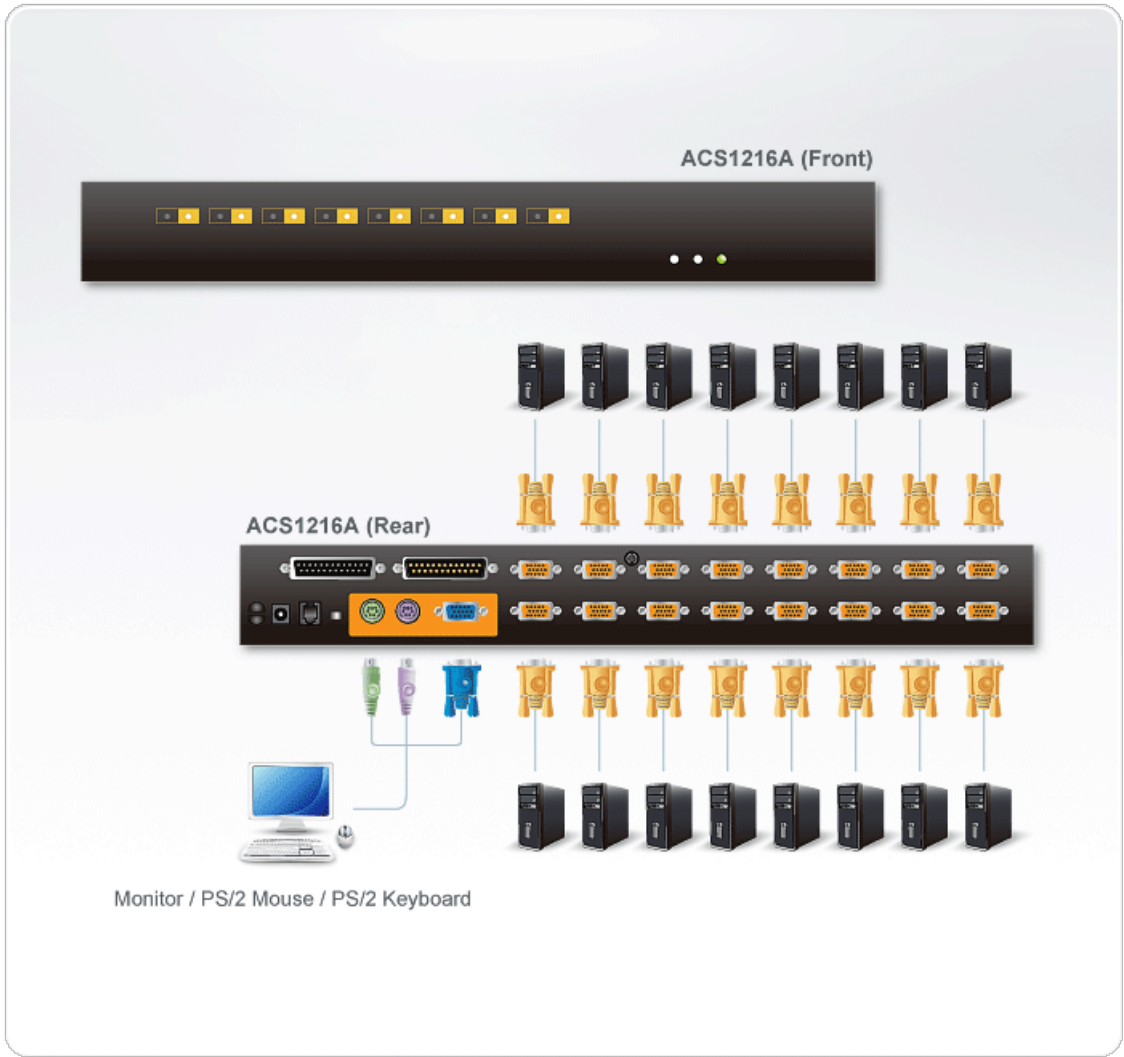 ACS1216A (Front)
ACS1216A (Rear)
Monitor / PS/2 Mouse / PS/2 Keyboard